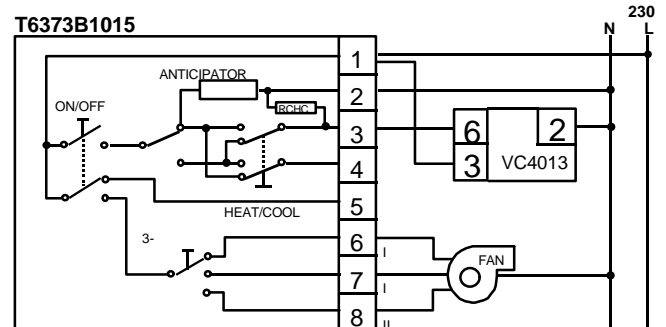 T6373B1015
230
N L
ANTICIPATOR
ON/OFF
RCHC
HEAT/COOL
3-
1
2
3
4
5
6
7
8
I
I
II
6 2
3 VC4013
FAN